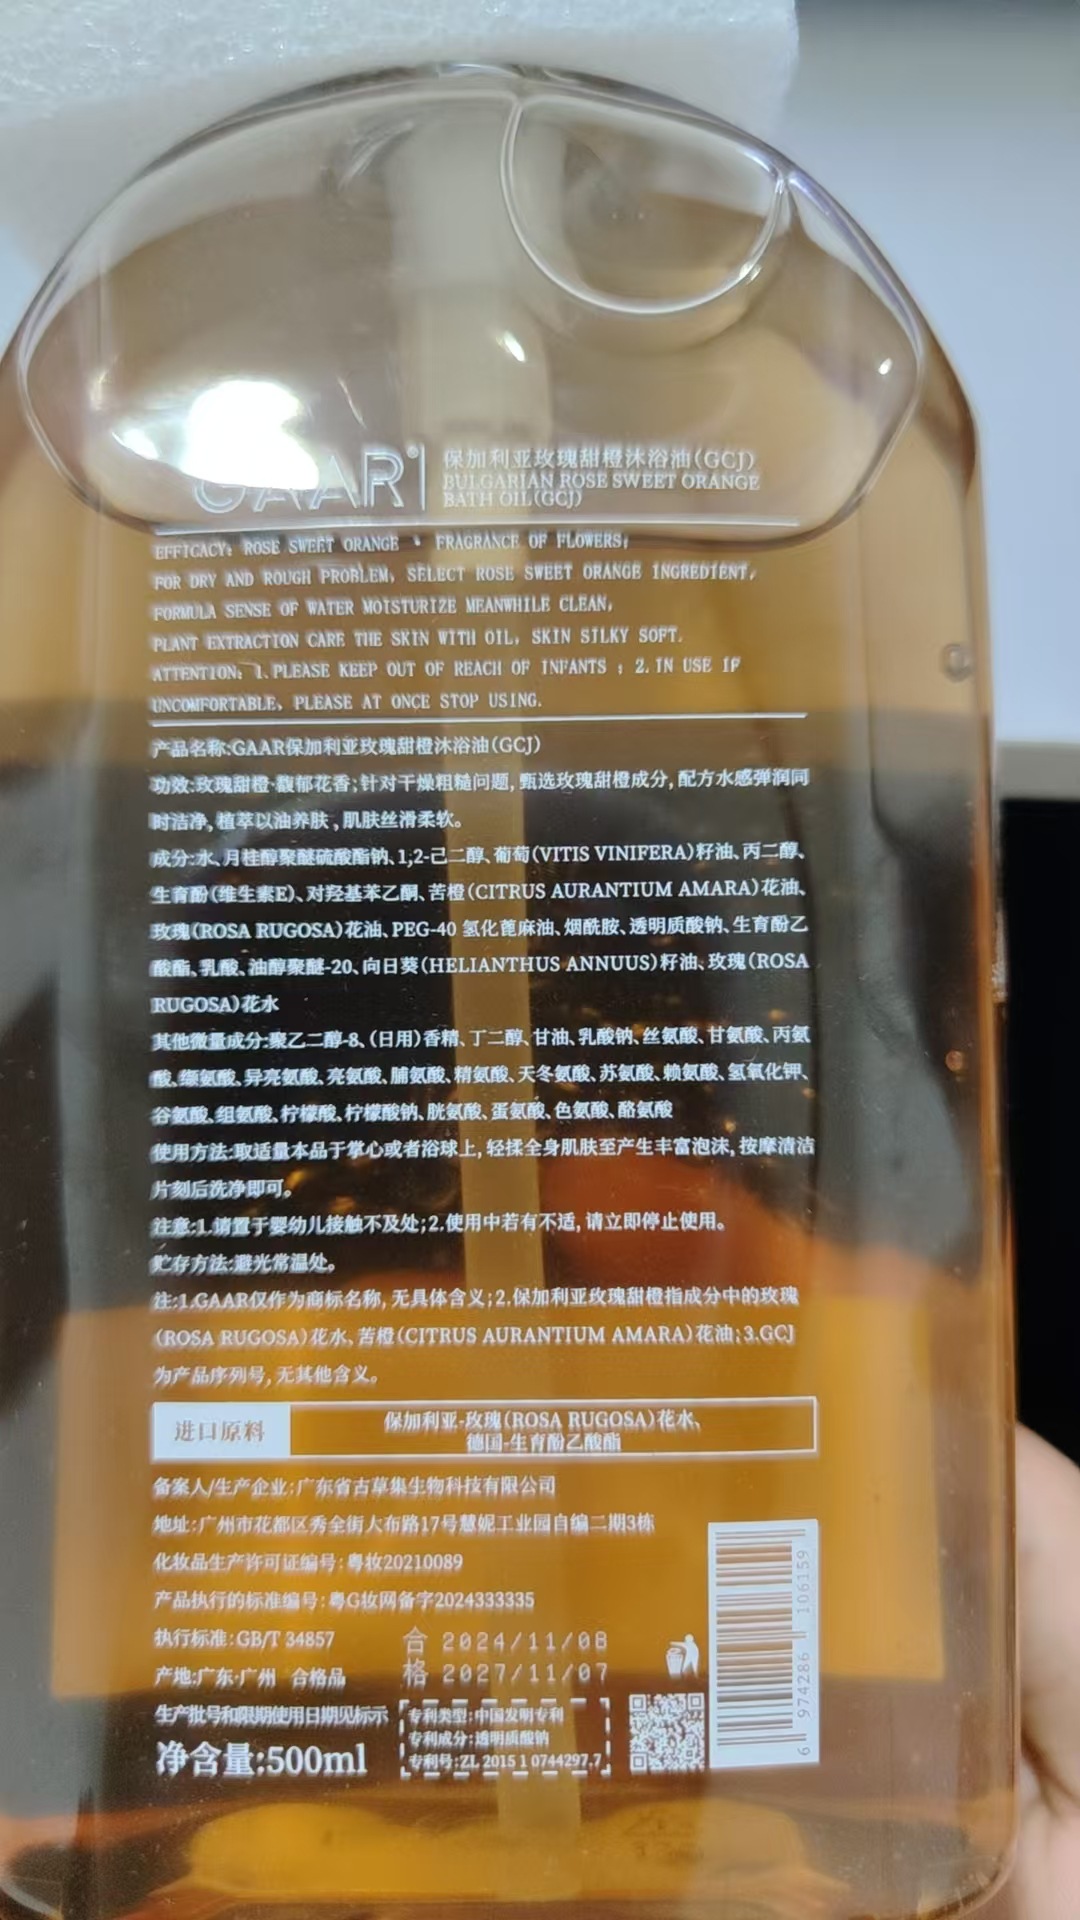 GAAR®
保加利亚玫瑰甜橙沐浴油(GCJ)
BULGARIAN ROSE SWEET ORANGE
BATH OIL(GCJ)
EFFICACY: ROSE SWEET ORANGE · FRAGRANCE OF FLOWERS;
FOR DRY AND ROUGH PROBLEM, SELECT ROSE SWEET ORANGE INGREDIENT,
FORMULA SENSE OF WATER MOISTURIZE MEANWHILE CLEAN,
PLANT EXTRACTION CARE THE SKIN WITH OIL, SKIN SILKY SOFT.
ATTENTION: 1.PLEASE KEEP OUT OF REACH OF INFANTS ; 2.IN USE IF
UNCOMFORTABLE, PLEASE AT ONCE STOP USING.
产品名称:GAAR保加利亚玫瑰甜橙沐浴油(GCJ)
功效:玫瑰甜橙·馥郁花香;针对干燥粗糙问题,甄选玫瑰甜橙成分,配方水感弹润同
时洁净,植萃以油养肤,肌肤丝滑柔软。
成分:水、月桂醇聚醚硫酸酯钠、1,2-己二醇、葡萄(VITIS VINIFERA)籽油、丙二醇、
生育酚(维生素E)、对羟基苯乙酮、苦橙(CITRUS AURANTIUM AMARA)花油、
玫瑰(ROSA RUGOSA)花油、PEG-40 氢化蓖麻油、烟酰胺、透明质酸钠、生育酚乙
酸酯、乳酸、油醇聚醚-20、向日葵(HELIANTHUS ANNUUS)籽油、玫瑰(ROSA
RUGOSA)花水
其他微量成分:聚乙二醇-8、(日用)香精、丁二醇、甘油、乳酸钠、丝氨酸、甘氨酸、丙氨
酸、缬氨酸、异亮氨酸、亮氨酸、脯氨酸、精氨酸、天冬氨酸、苏氨酸、赖氨酸、氢氧化钾、
谷氨酸、组氨酸、柠檬酸、柠檬酸钠、胱氨酸、蛋氨酸、色氨酸、酪氨酸
使用方法:取适量本品于掌心或者浴球上,轻揉全身肌肤至产生丰富泡沫,按摩清洁
片刻后洗净即可。
注意:1.请置于婴幼儿接触不及处;2.使用中若有不适,请立即停止使用。
贮存方法:避光常温处。
注:1.GAAR仅作为商标名称,无具体含义;2.保加利亚玫瑰甜橙指成分中的玫瑰
(ROSA RUGOSA)花水、苦橙(CITRUS AURANTIUM AMARA)花油;3.GCJ
为产品序列号,无其他含义。
进口原料
保加利亚-玫瑰(ROSA RUGOSA)花水、
德国-生育酚乙酸酯
备案人/生产企业:广东省古草集生物科技有限公司
地址:广州市花都区秀全街大布路17号慧妮工业园自编二期3栋
化妆品生产许可证编号:粤妆20210089
产品执行的标准编号:粤G妆网备字2024333335
执行标准:GB/T 34857
产地:广东·广州 合格品
合 2024/11/08
格 2027/11/07
生产批号和限期使用日期见标示
净含量:500ml
专利类型:中国发明专利
专利成分:透明质酸钠
专利号:ZL 2015 1 0744297.7
6 974286 106159